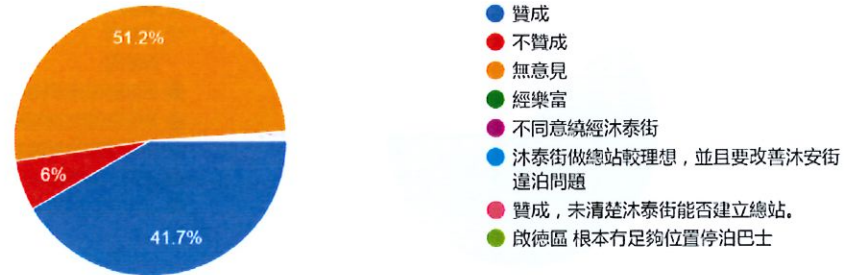 51.2%
6%
41.7%
贊成
不贊成
無意見
經樂富
不同意繞經沐泰街
沐泰街做總站較理想，並且要改善沐安街
違泊問題
贊成，未清楚沐泰街能否建立總站。
啟德區 根本冇足夠位置停泊巴士